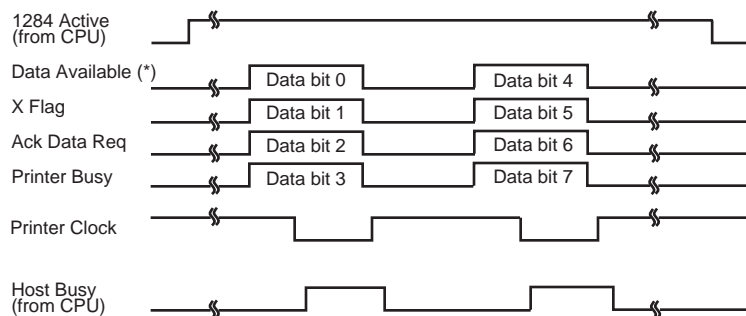 1284 Active
(from CPU)
Data Available (*)
Data bit 0
Data bit 4
X Flag
Data bit 1
Data bit 5
Ack Data Req
Data bit 2
Data bit 6
Printer Busy
Data bit 3
Data bit 7
Printer Clock
Host Busy
(from CPU)